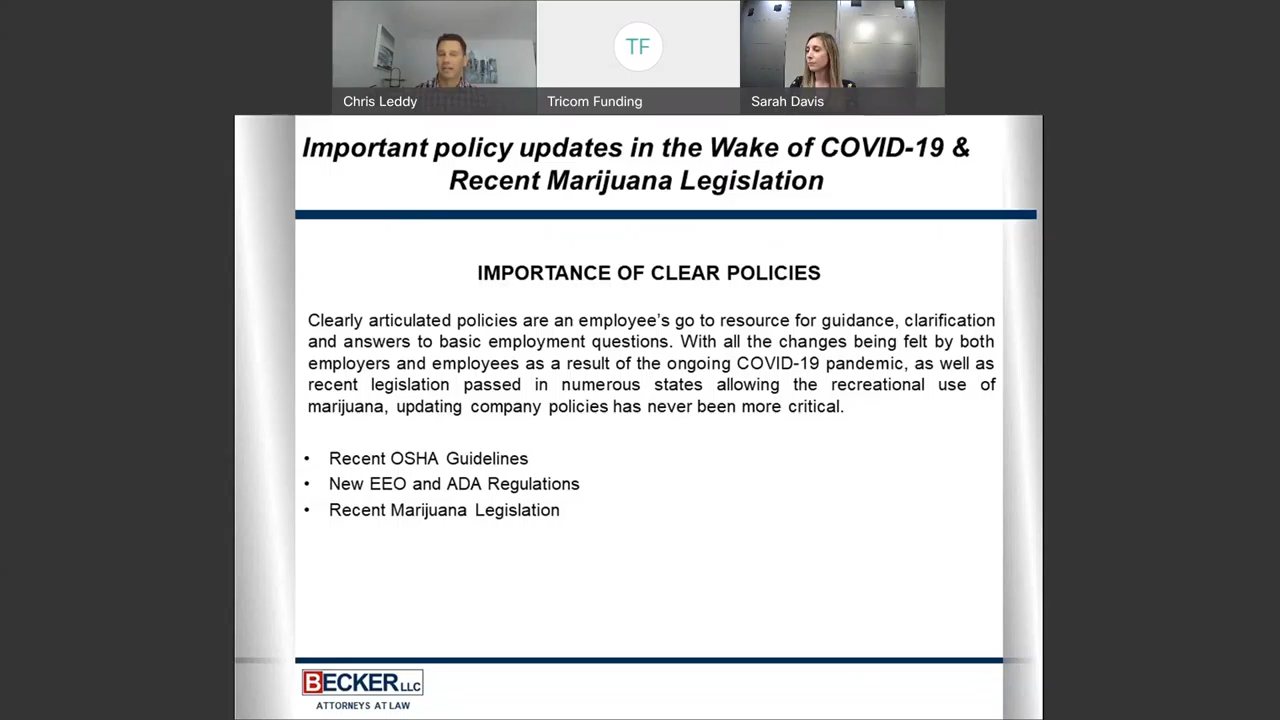 TF
Chris Leddy
Tricom Funding
Sarah Davis
Important policy updates in the Wake of COVID-19 &
Recent Marijuana Legislation
IMPORTANCE OF CLEAR POLICIES
Clearly articulated policies are an employee's go to resource for guidance, clarification
and answers to basic employment questions. With all the changes being felt by both
employers and employees as a result of the ongoing COVID-19 pandemic, as well as
recent legislation passed in numerous states allowing the recreational use of
marijuana, updating company policies has never been more critical.
• Recent OSHA Guidelines
• New EEO and ADA Regulations
• Recent Marijuana Legislation
BECKER LLC
ATTORNEYS AT LAW